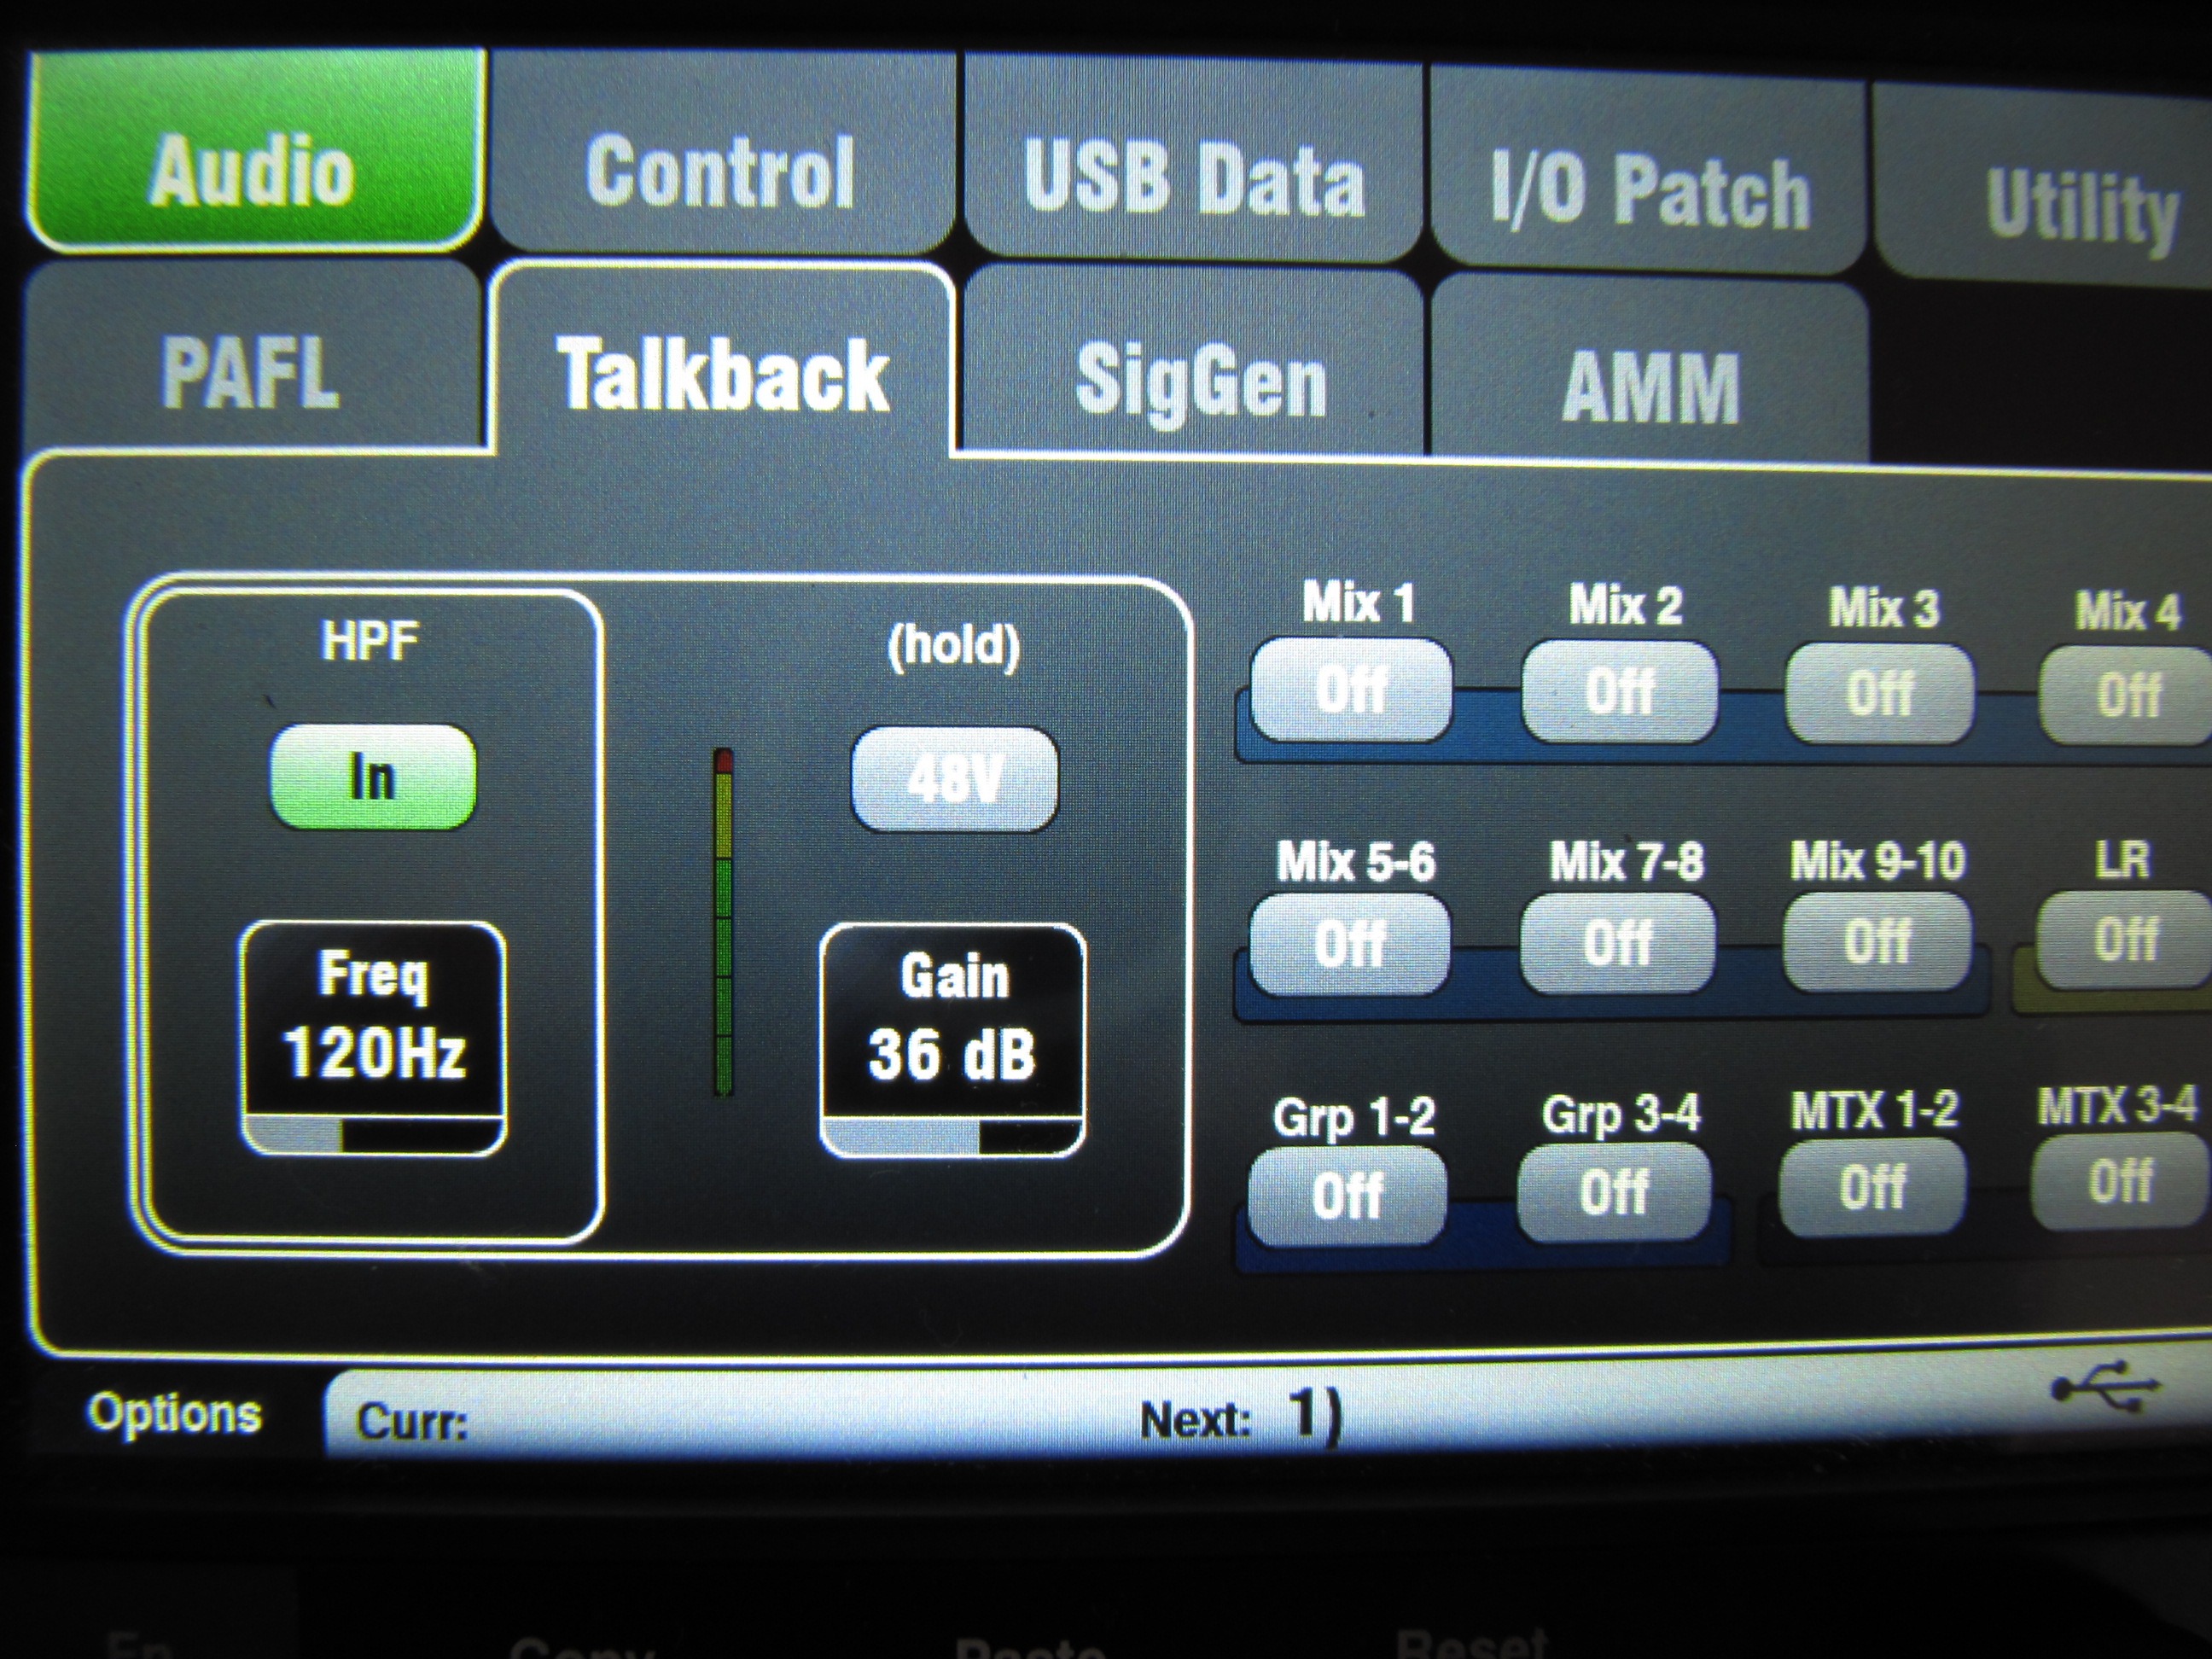 Audio Control USB Data I/O Patch Utility
PAFL Talkback SigGen AMM
HPF (hold)
In 48V
Freq Gain
120Hz 36 dB
Mix 1 Mix 2 Mix 3 Mix 4
Off Off Off Off
Mix 5-6 Mix 7-8 Mix 9-10 LR
Off Off Off Off
Grp 1-2 Grp 3-4 MTX 1-2 MTX 3-4
Off Off Off Off
Options Curr: Next: 1)
Copy Paste Reset